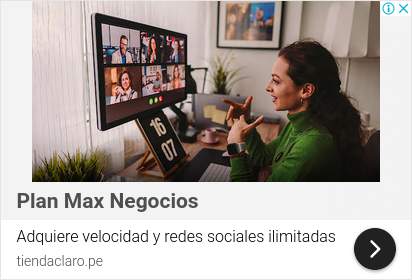 16
07
Plan Max Negocios
Adquiere velocidad y redes sociales ilimitadas
tiendaclaro.pe